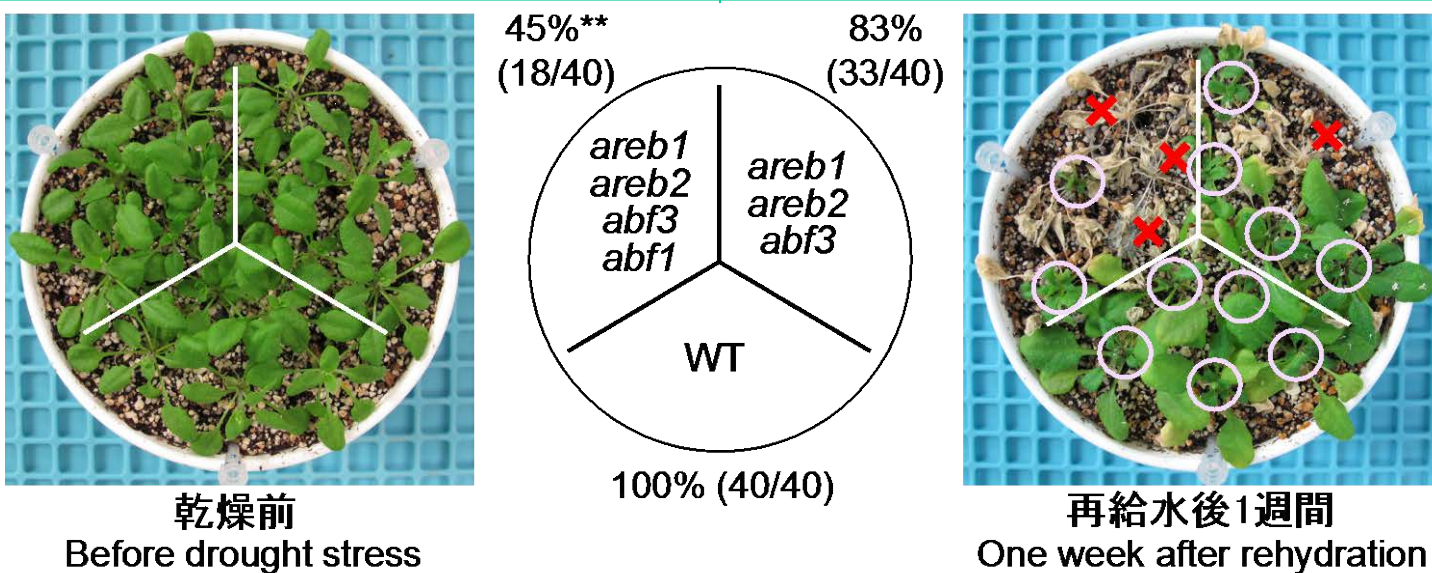 45%**
(18/40)
83%
(33/40)
areb1
areb2
abf3
abf1
areb1
areb2
abf3
WT
100% (40/40)
乾燥前
Before drought stress
再給水後1週間
One week after rehydration